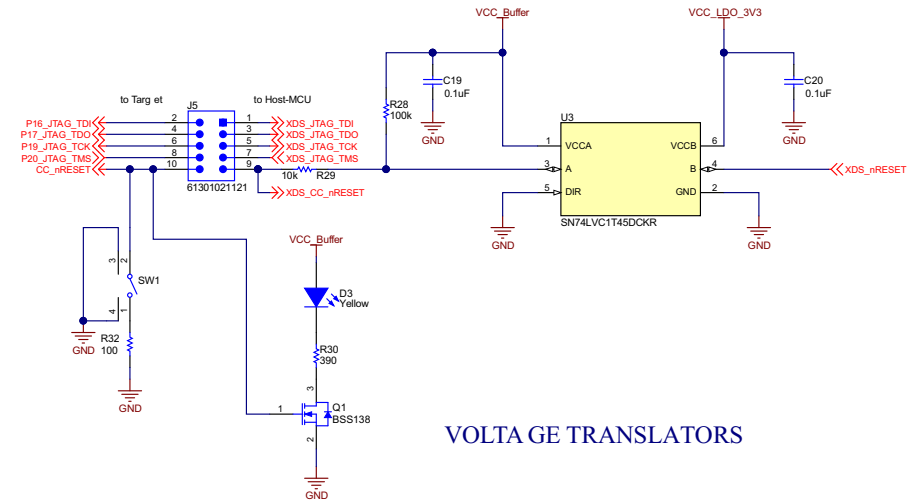 VCC_Buffer
VCC_LDO_3V3
C19
0.1uF
GND
C20
0.1uF
GND
R28
100k
to Targ et
J5
to Host-MCU
P16_JTAG_TDI
2
1
XDS_JTAG_TDI
P17_JTAG_TDO
4
3
XDS_JTAG_TDO
P19_JTAG_TCK
6
5
XDS_JTAG_TCK
P20_JTAG_TMS
8
7
XDS_JTAG_TMS
CC_nRESET
10
9
61301021121
10k
R29
XDS_CC_nRESET
U3
1
VCCA
VCCB
6
3
A
B
4
XDS_nRESET
5
DIR
GND
2
SN74LVC1T45DCKR
GND
GND
3
2
SW1
4
1
GND
R32
100
GND
VCC_Buffer
D3
Yellow
R30
390
3
1
Q1
BSS138
2
GND
VOLTA GE TRANSLATORS